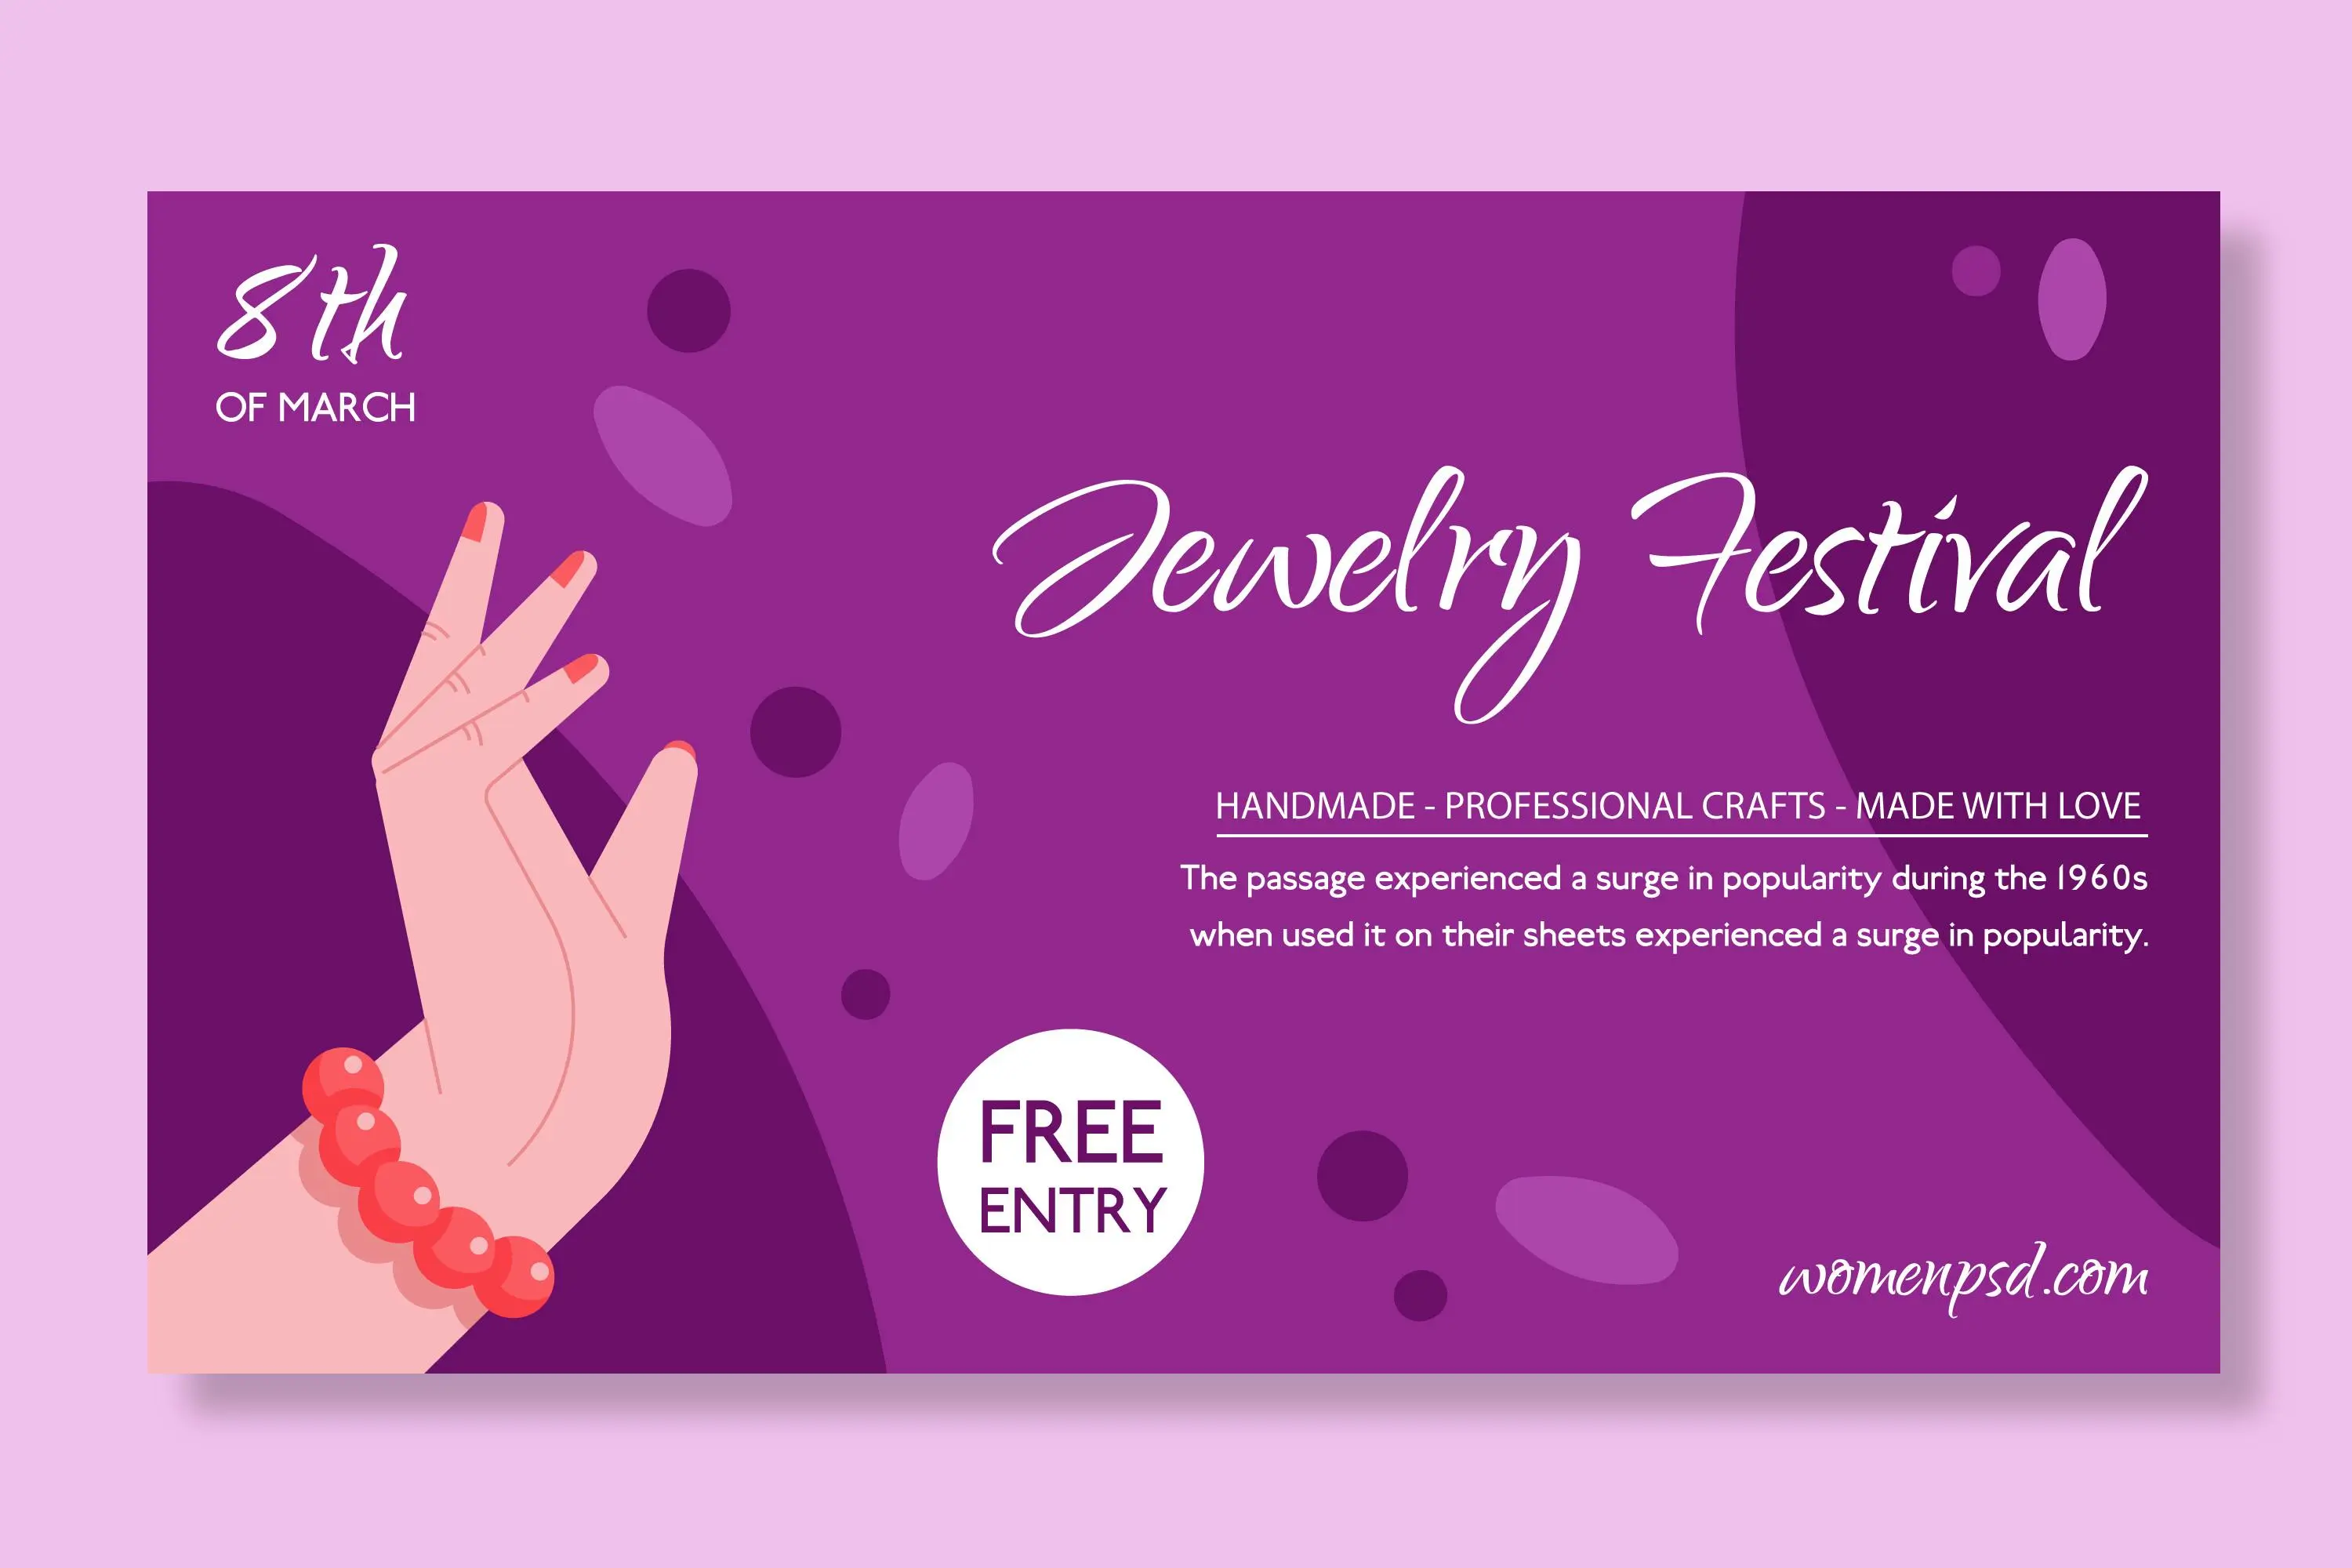 8th
OF MARCH
Jewelry Festival
HANDMADE - PROFESSIONAL CRAFTS - MADE WITH LOVE
The passage experienced a surge in popularity during the 1960s
when used it on their sheets experienced a surge in popularity.
FREE
ENTRY
womenpsd.com